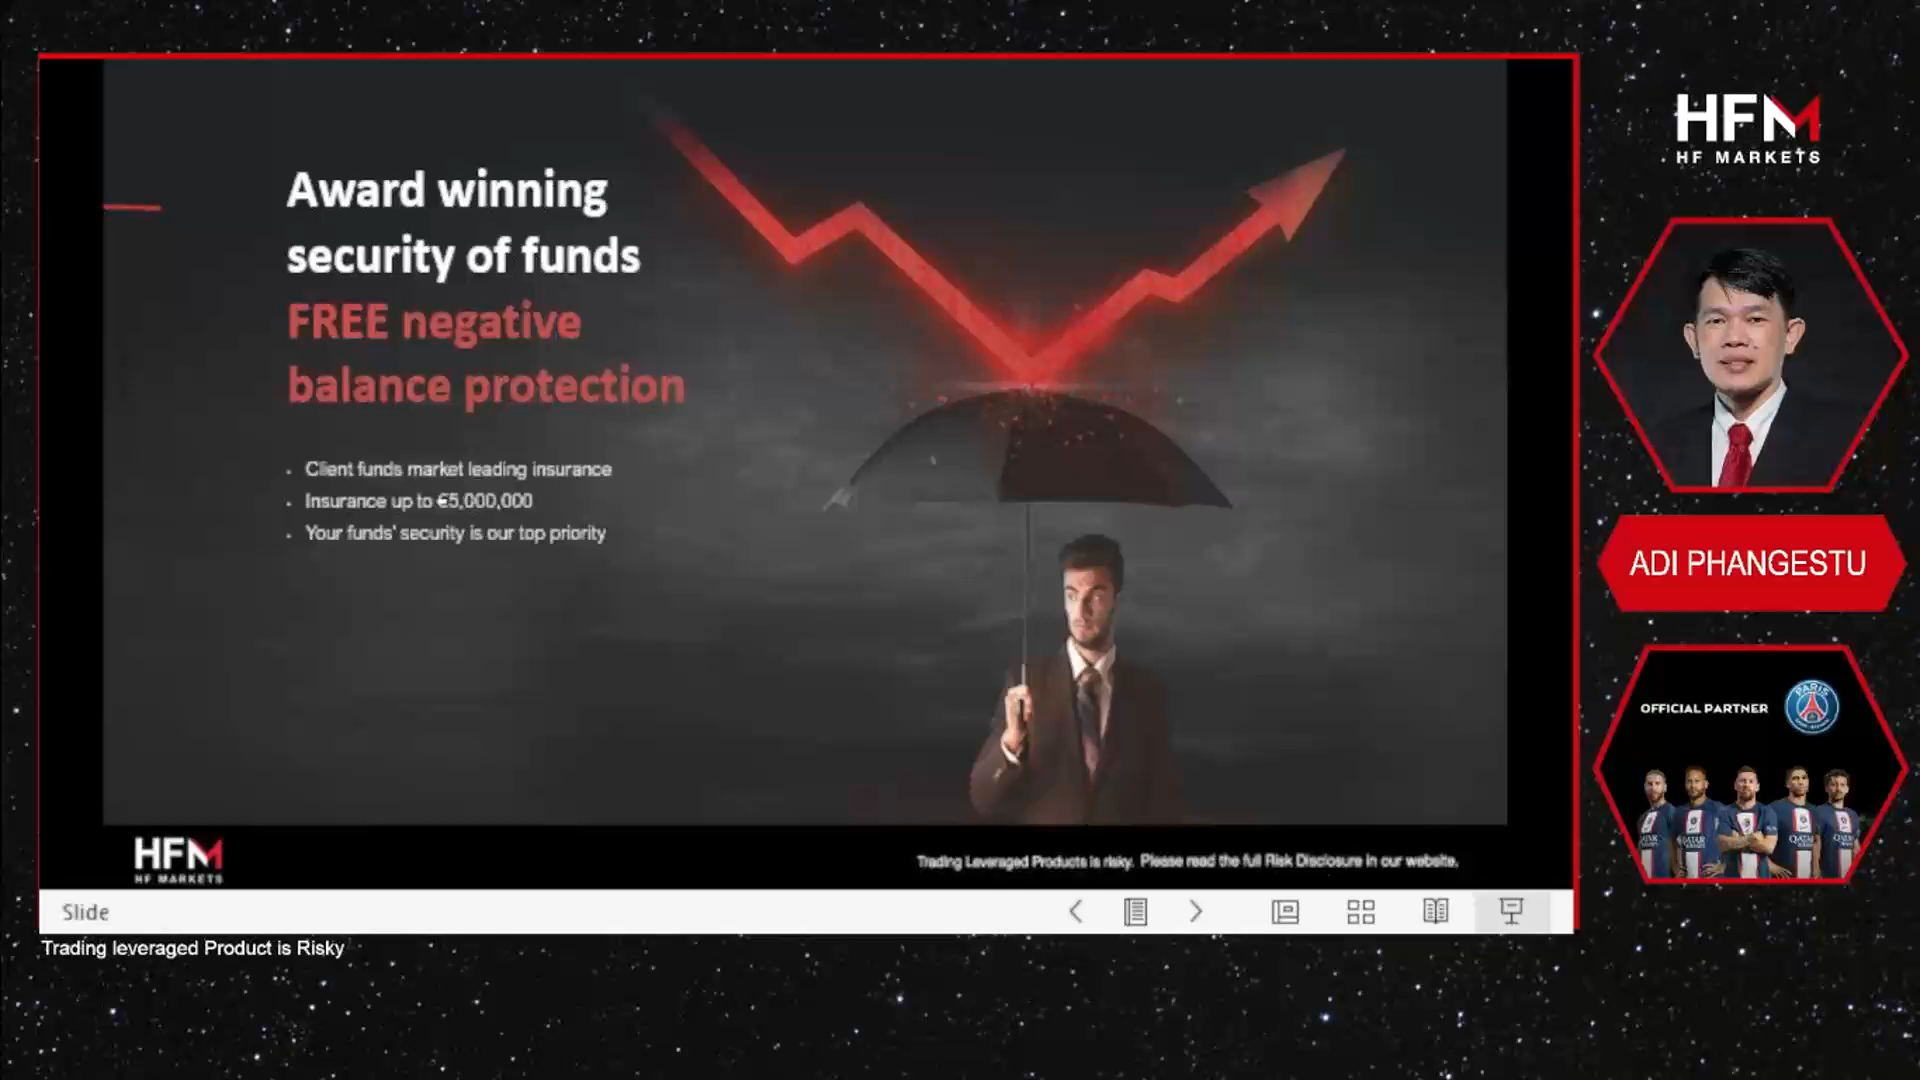 Award winning
security of funds
FREE negative
balance protection
• Client funds market leading insurance
• Insurance up to €5,000,000
• Your funds' security is our top priority
HFM
HF MARKETS
Trading Leveraged Products is risky. Please read the full Risk Disclosure in our website.
Slide
Trading leveraged Product is Risky
HFM
HF MARKETS
ADI PHANGESTU
OFFICIAL PARTNER
PARIS